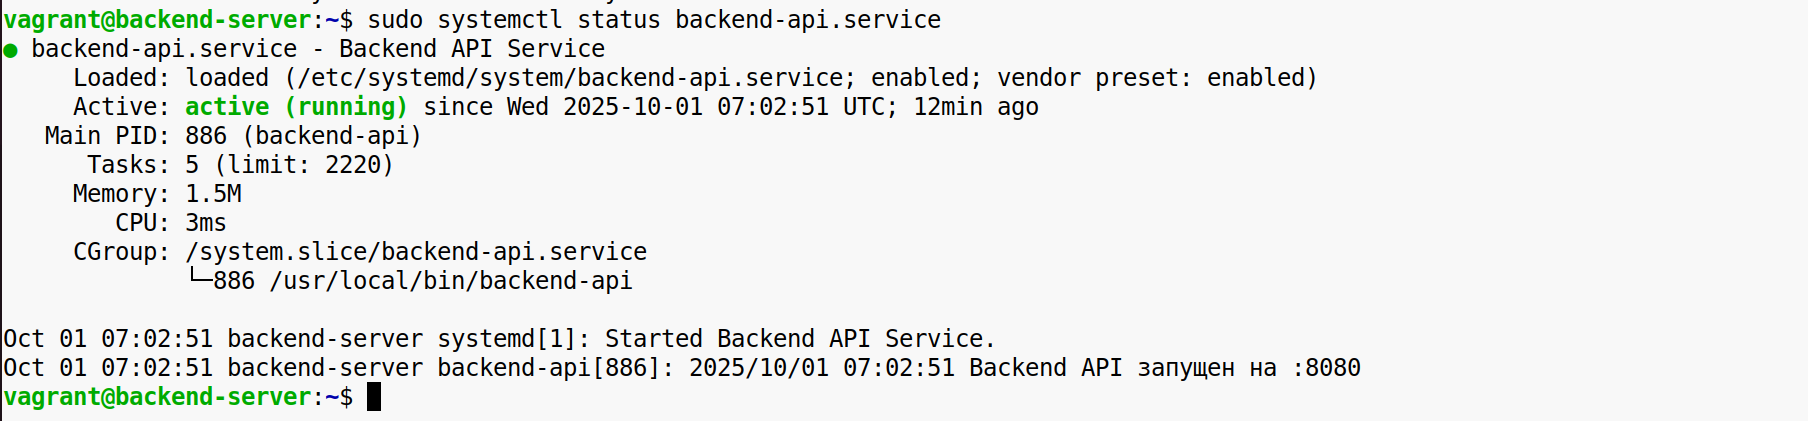 vagrant@backend-server:~$ sudo systemctl status backend-api.service
● backend-api.service - Backend API Service
Loaded: loaded (/etc/systemd/system/backend-api.service; enabled; vendor preset: enabled)
Active: active (running) since Wed 2025-10-01 07:02:51 UTC; 12min ago
Main PID: 886 (backend-api)
Tasks: 5 (limit: 2220)
Memory: 1.5M
CPU: 3ms
CGroup: /system.slice/backend-api.service
└─886 /usr/local/bin/backend-api
Oct 01 07:02:51 backend-server systemd[1]: Started Backend API Service.
Oct 01 07:02:51 backend-server backend-api[886]: 2025/10/01 07:02:51 Backend API запущен на :8080
vagrant@backend-server:~$